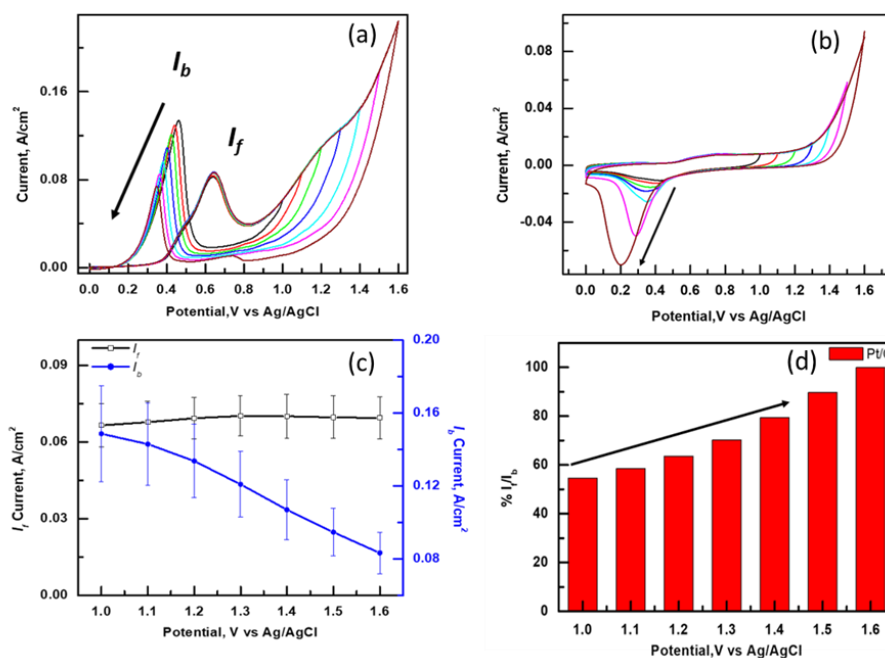 (a)
I_b
I_f
0.16
0.08
0.00
Current, A/cm²
0.0 0.2 0.4 0.6 0.8 1.0 1.2 1.4 1.6
Potential,V vs Ag/AgCl
(b)
0.08
0.04
0.00
-0.04
Current, A/cm²
0.0 0.2 0.4 0.6 0.8 1.0 1.2 1.4 1.6
Potential,V vs Ag/AgCl
(c)
I_f
I_b
0.09
0.06
0.03
0.00
I_f Current, A/cm²
0.20
0.16
0.12
0.08
I_b Current, A/cm²
1.0 1.1 1.2 1.3 1.4 1.5 1.6
Potential,V vs Ag/AgCl
(d)
Pt/
100
80
60
40
20
0
% I_f/I_b
1.0 1.1 1.2 1.3 1.4 1.5 1.6
Potential,V vs Ag/AgCl